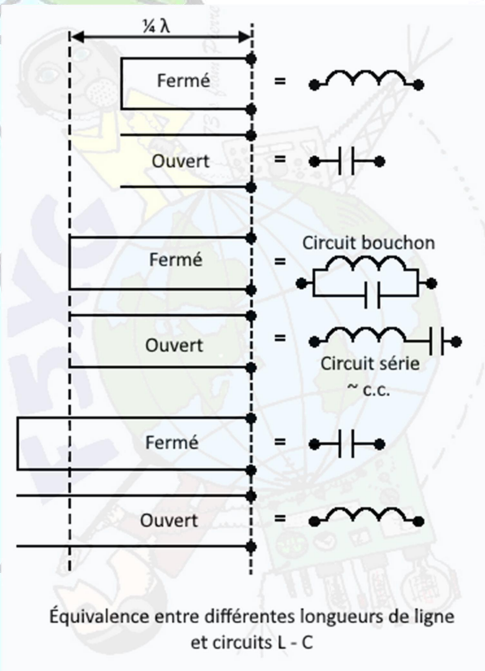 ¼ λ
Fermé =
Ouvert =
Circuit bouchon
Fermé =
Ouvert =
Circuit série
~ c.c.
Fermé =
Ouvert =
Équivalence entre différentes longueurs de ligne
et circuits L - C
F5XG